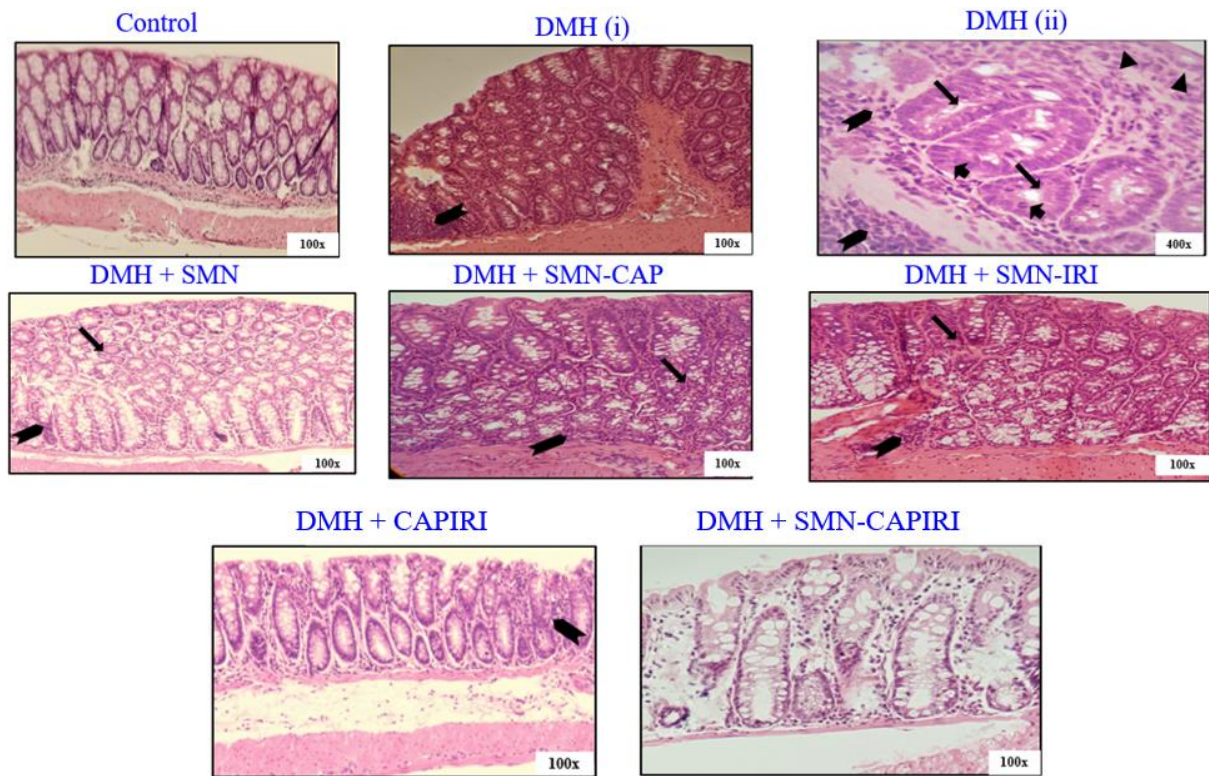 Control
DMH (i)
DMH (ii)
100x
100x
400x
DMH + SMN
DMH + SMN-CAP
DMH + SMN-IRI
100x
100x
100x
DMH + CAPIRI
DMH + SMN-CAPIRI
100x
100x